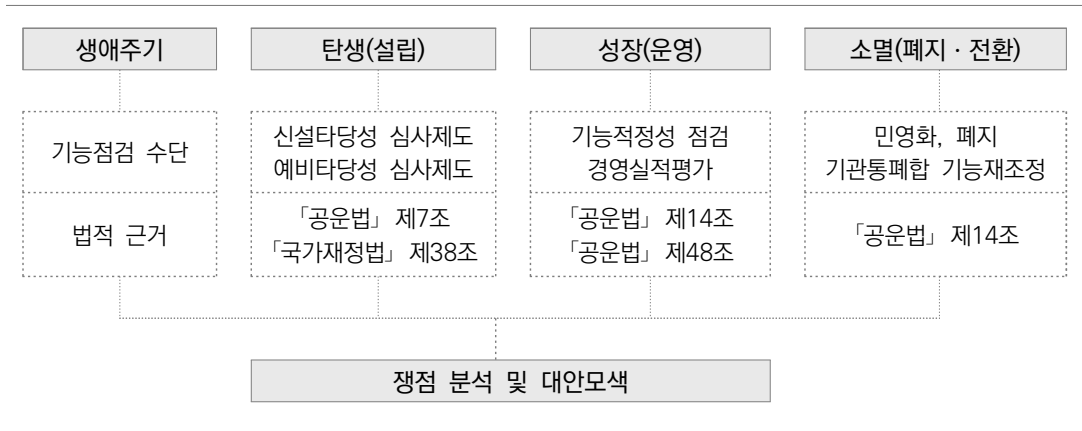 생애주기
탄생(설립)
성장(운영)
소멸(폐지 · 전환)
기능점검 수단
신설타당성 심사제도
예비타당성 심사제도
기능적정성 점검
경영실적평가
민영화, 폐지
기관통폐합 기능재조정
법적 근거
「공운법」 제7조
「국가재정법」 제38조
「공운법」 제14조
「공운법」 제48조
「공운법」 제14조
쟁점 분석 및 대안모색